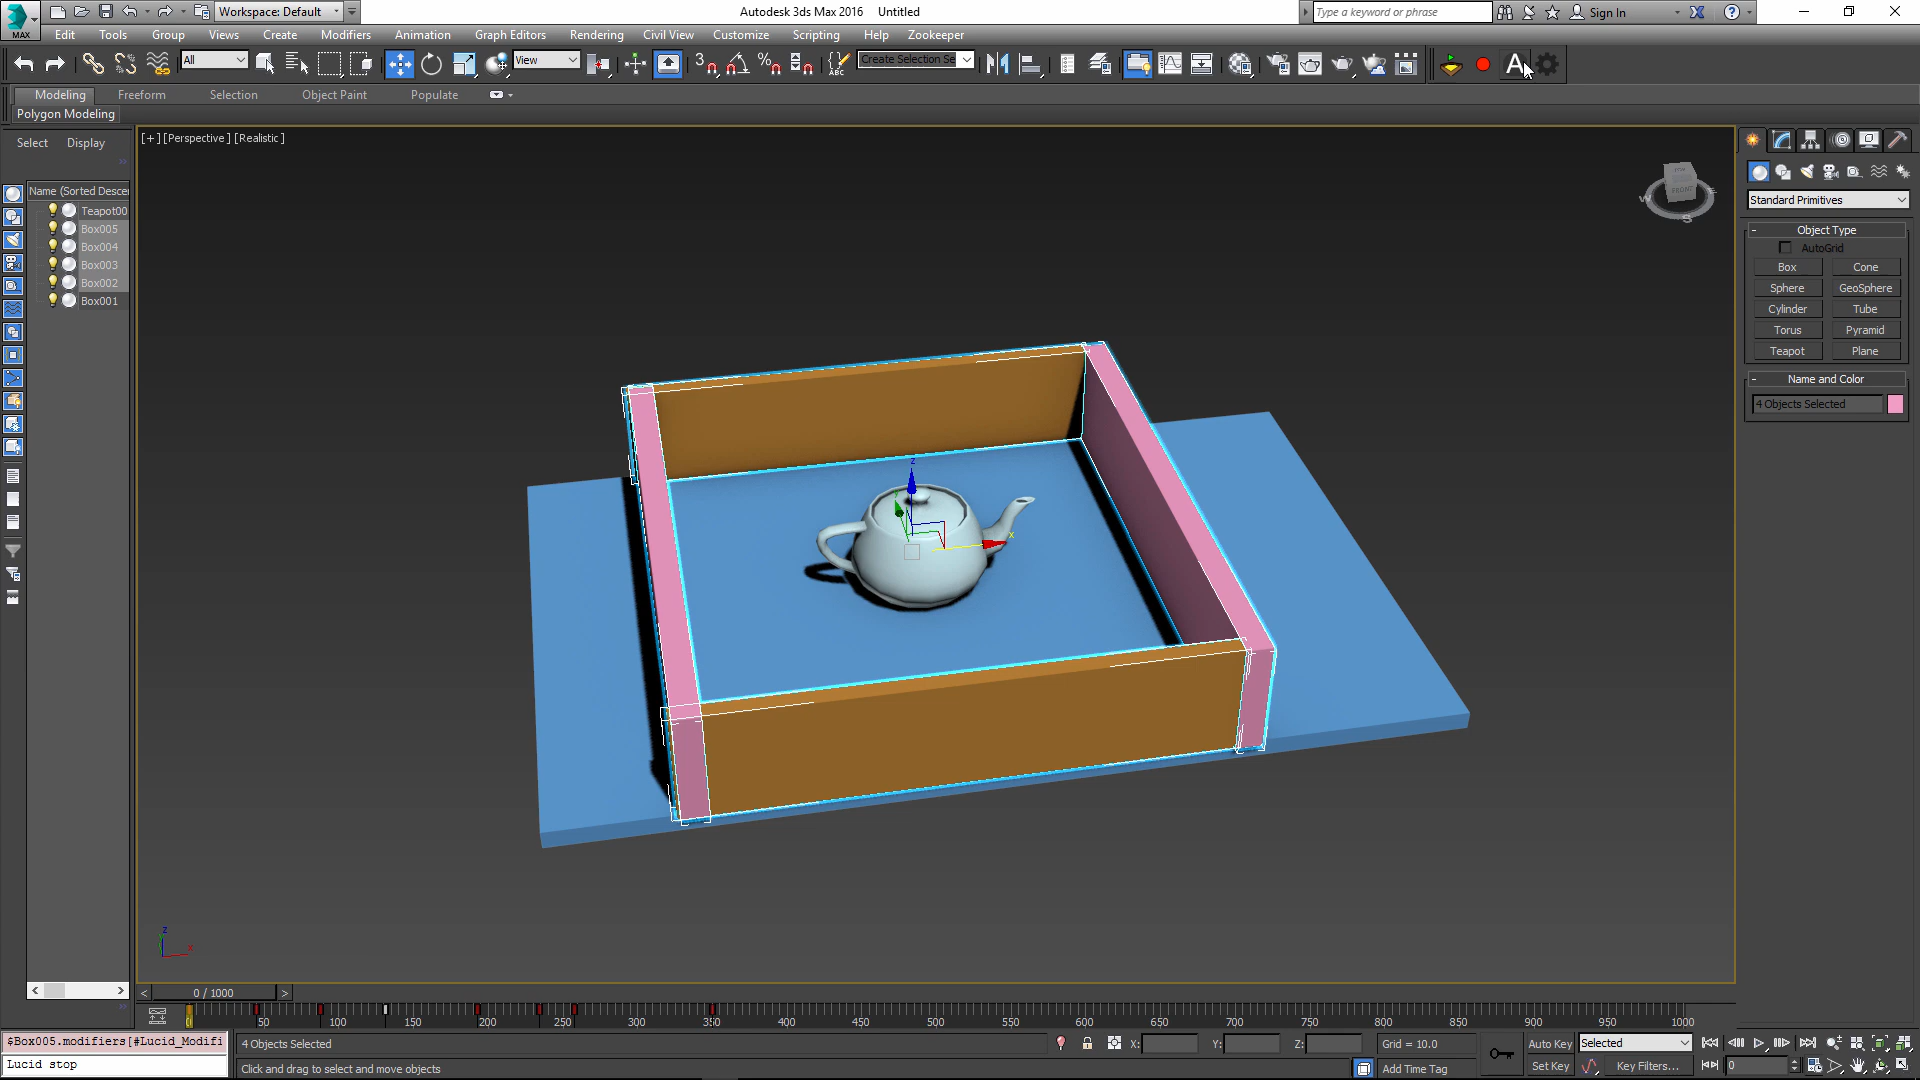 Workspace: Default
Autodesk 3ds Max 2016 Untitled
Type a keyword or phrase
Sign In
MAX
Edit Tools Group Views Create Modifiers Animation Graph Editors Rendering Civil View Customize Scripting Help Zookeeper
All
View
3
ABC
Create Selection Se
A
Modeling Freeform Selection Object Paint Populate
Polygon Modeling
Select Display
[+] [Perspective] [Realistic]
Name (Sorted Descer
Teapot00
Box005
Box004
Box003
Box002
Box001
FRONT
W
S
Standard Primitives
- Object Type
AutoGrid
Box Cone
Sphere GeoSphere
Cylinder Tube
Torus Pyramid
Teapot Plane
- Name and Color
4 Objects Selected
z
x
z
x
< 0 / 1000 >
50 100 150 200 250 300 350 400 450 500 550 600 650 700 750 800 850 900 950 1000
$Box005.modifiers[#Lucid_Modifi
Lucid stop
4 Objects Selected
Click and drag to select and move objects
X: Y: Z:
Grid = 10.0
Add Time Tag
Auto Key Selected
Set Key Key Filters...
0